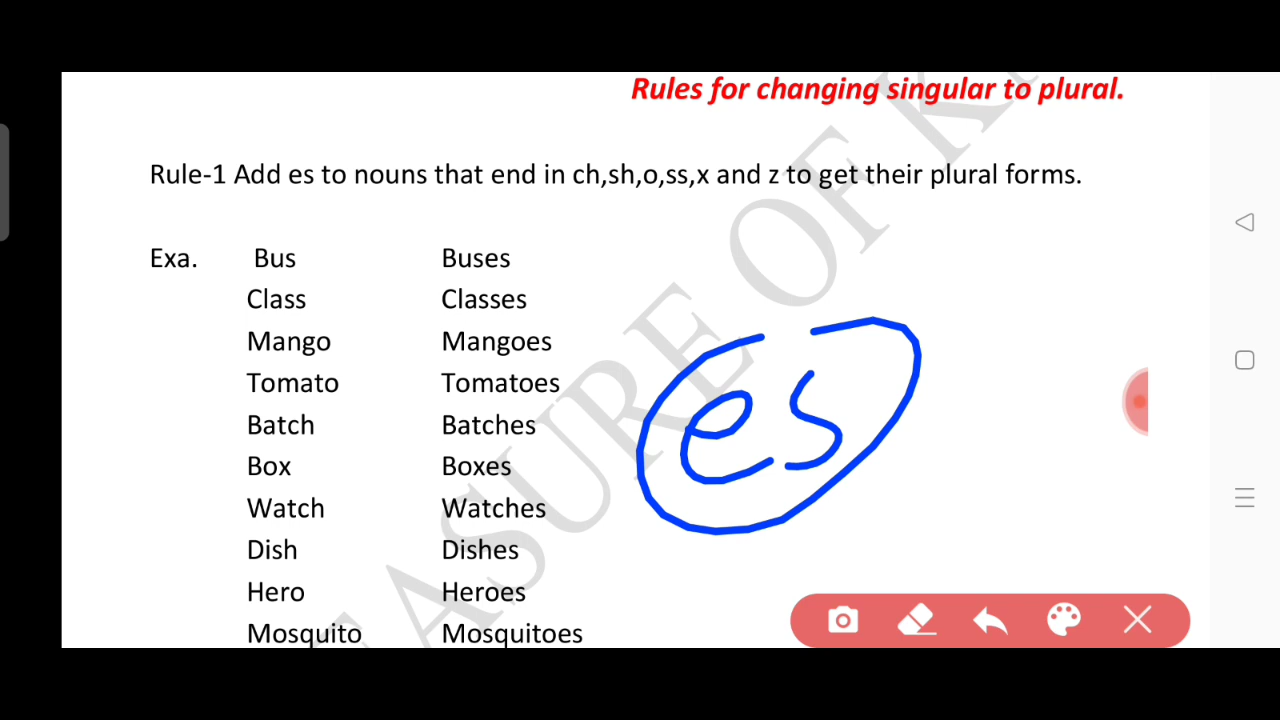 Rules for changing singular to plural.
Rule-1 Add es to nouns that end in ch,sh,o,ss,x and z to get their plural forms.
Exa. Bus Buses
Class Classes
Mango Mangoes
Tomato Tomatoes
Batch Batches
Box Boxes
Watch Watches
Dish Dishes
Hero Heroes
Mosquito Mosquitoes
es